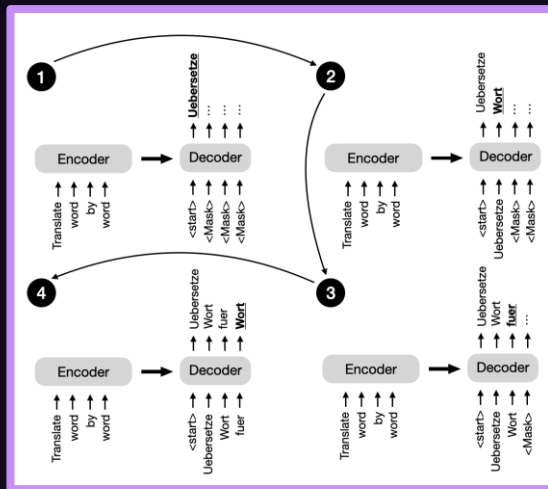 1
Uebersetze
...
...
...
Encoder
Decoder
Translate
word
by
word
<start>
<Mask>
<Mask>
<Mask>
2
Uebersetze
Wort
...
...
Encoder
Decoder
Translate
word
by
word
<start>
Uebersetze
<Mask>
<Mask>
3
Uebersetze
Wort
fuer
...
Encoder
Decoder
Translate
word
by
word
<start>
Uebersetze
Wort
<Mask>
4
Uebersetze
Wort
fuer
Wort
Encoder
Decoder
Translate
word
by
word
<start>
Uebersetze
Wort
fuer